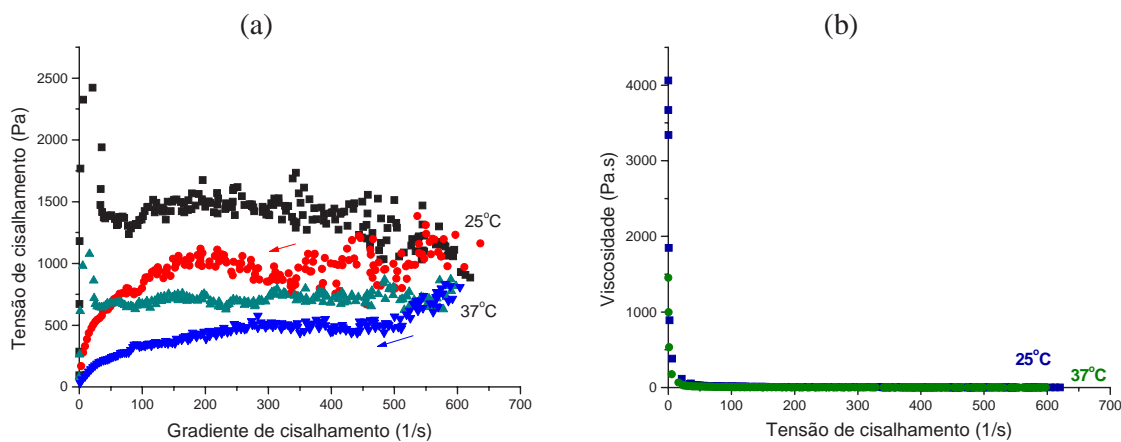 (a)
Tensão de cisalhamento (Pa)
2500
2000
1500
1000
500
0
25°C
37°C
0 100 200 300 400 500 600 700
Gradiente de cisalhamento (1/s)
(b)
Viscosidade (Pa.s)
4000
3000
2000
1000
0
25°C
37°C
0 100 200 300 400 500 600 700
Tensão de cisalhamento (1/s)